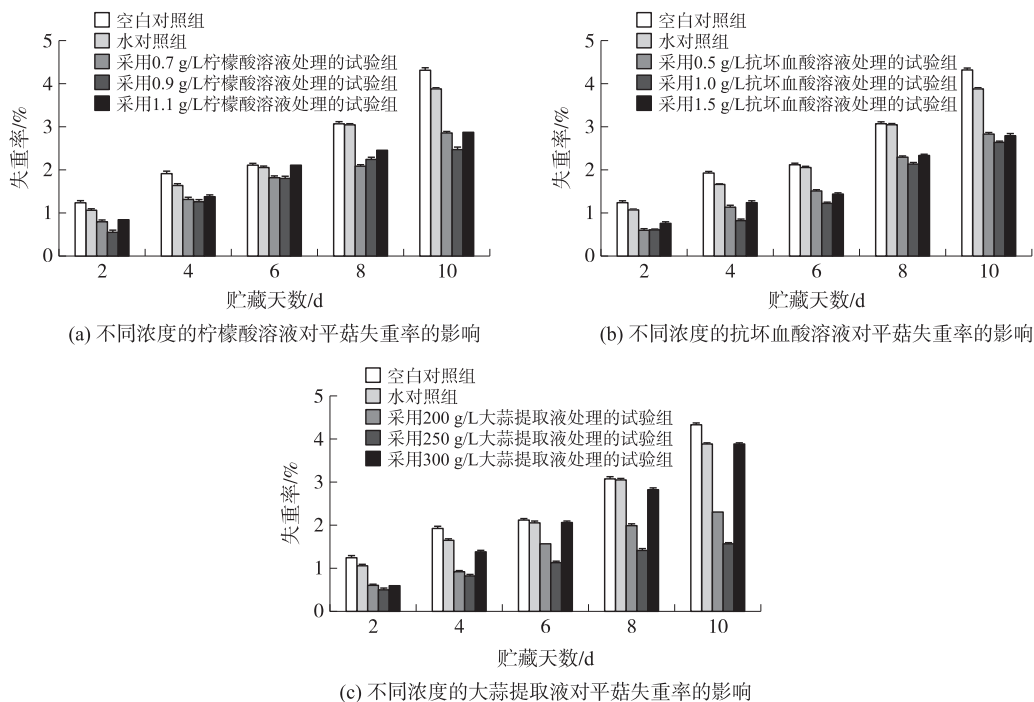 空白对照组
水对照组
采用0.7 g/L柠檬酸溶液处理的试验组
采用0.9 g/L柠檬酸溶液处理的试验组
采用1.1 g/L柠檬酸溶液处理的试验组
失重率/%
5
4
3
2
1
0
2 4 6 8 10
贮藏天数/d
(a) 不同浓度的柠檬酸溶液对平菇失重率的影响
空白对照组
水对照组
采用0.5 g/L抗坏血酸溶液处理的试验组
采用1.0 g/L抗坏血酸溶液处理的试验组
采用1.5 g/L抗坏血酸溶液处理的试验组
失重率/%
5
4
3
2
1
0
2 4 6 8 10
贮藏天数/d
(b) 不同浓度的抗坏血酸溶液对平菇失重率的影响
空白对照组
水对照组
采用200 g/L大蒜提取液处理的试验组
采用250 g/L大蒜提取液处理的试验组
采用300 g/L大蒜提取液处理的试验组
失重率/%
5
4
3
2
1
0
2 4 6 8 10
贮藏天数/d
(c) 不同浓度的大蒜提取液对平菇失重率的影响